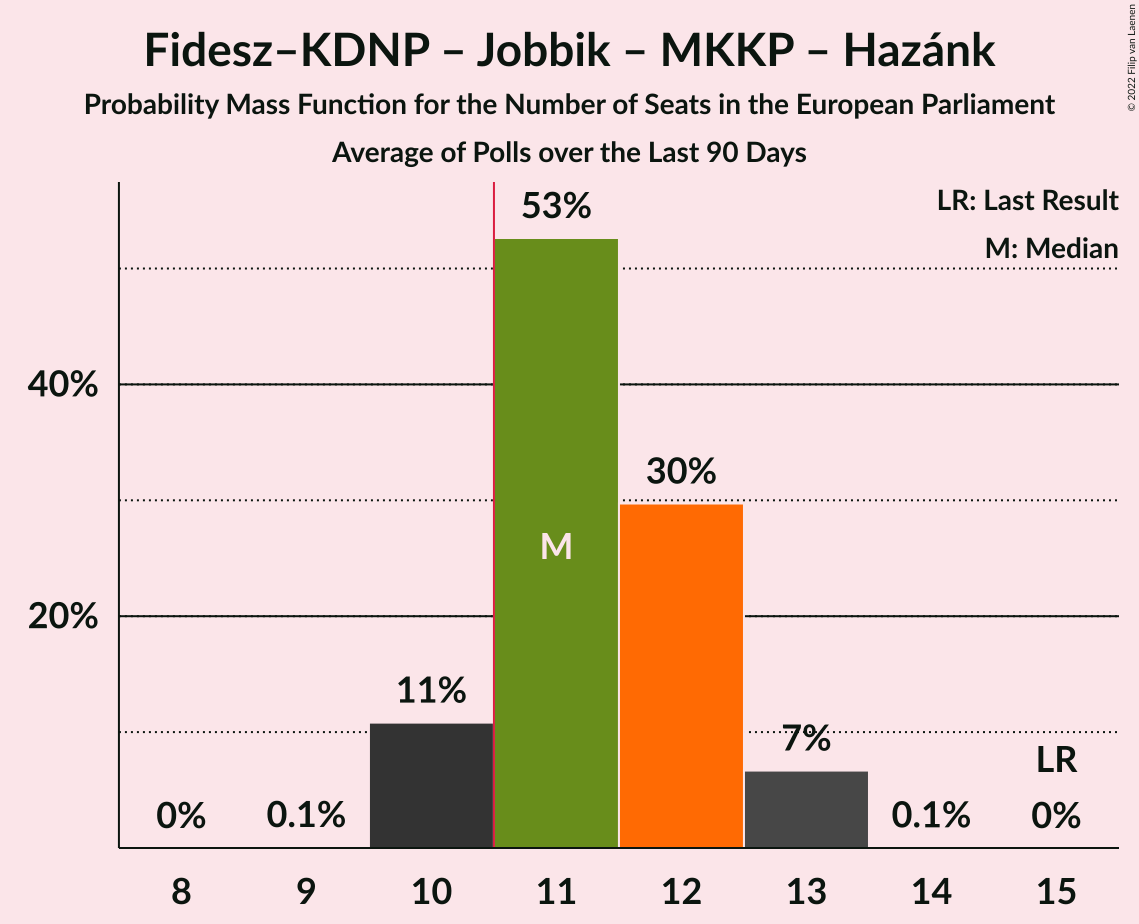 Fidesz–KDNP – Jobbik – MKKP – Hazánk
Probability Mass Function for the Number of Seats in the European Parliament
Average of Polls over the Last 90 Days
© 2022 Filip van Laenen
LR: Last Result
M: Median
53%
40%
30%
M
20%
11%
7%
LR
0%
0.1%
0.1%
0%
8 9 10 11 12 13 14 15